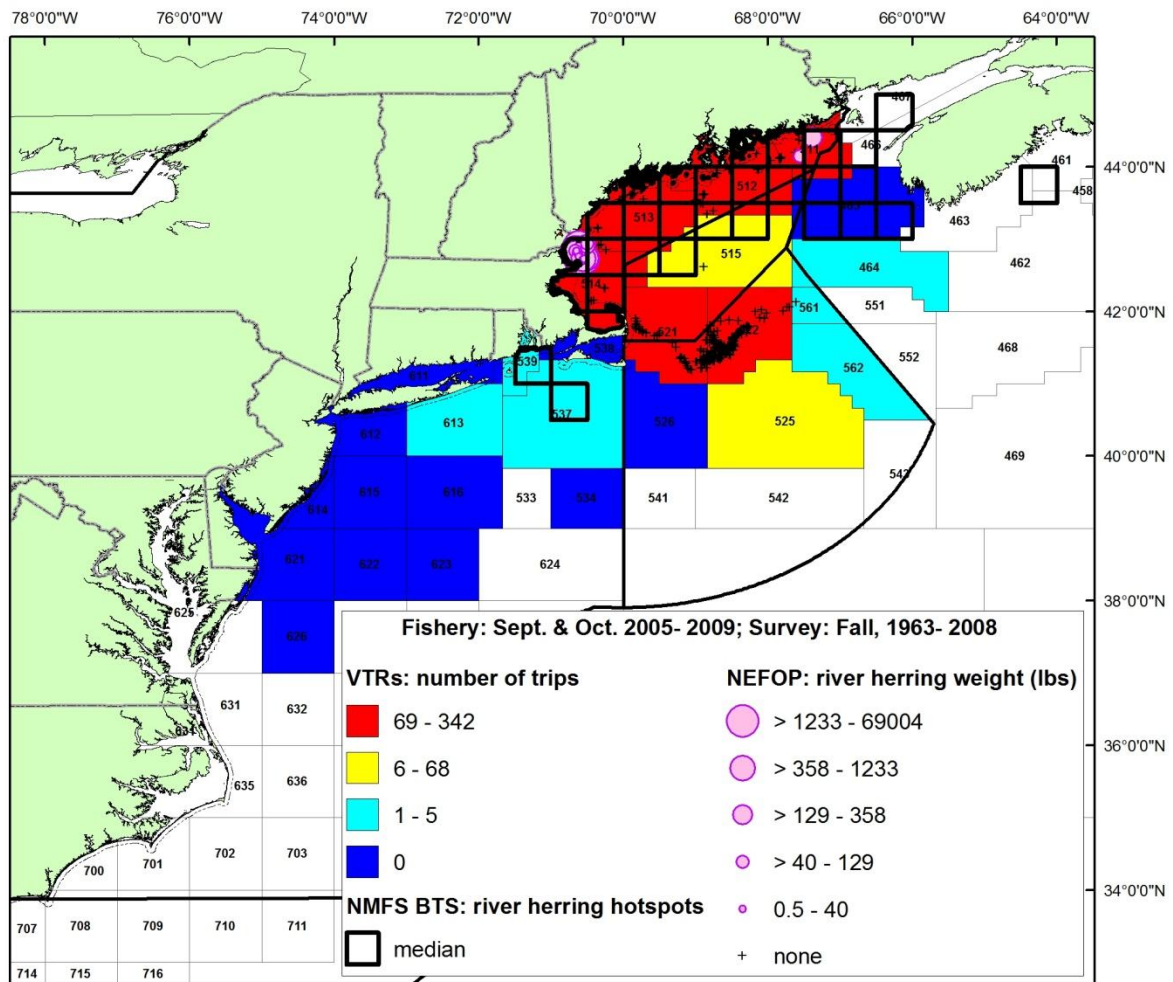 78°0'0"W 76°0'0"W 74°0'0"W 72°0'0"W 70°0'0"W 68°0'0"W 66°0'0"W 64°0'0"W
467
466
461
44°0'0"N
458
512
513
463
515
464
462
514
42°0'0"N
561
551
521
468
552
538
539
562
611
537
613
526
525
612
40°0'0"N
469
615
616
533
534
541
542
543
614
621
622
623
624
38°0'0"N
625
626
Fishery: Sept. & Oct. 2005- 2009; Survey: Fall, 1963- 2008
VTRs: number of trips
NEFOP: river herring weight (lbs)
631
632
69 - 342
> 1233 - 69004
36°0'0"N
6 - 68
> 358 - 1233
635
636
1 - 5
> 129 - 358
700
701
702
703
0
> 40 - 129
34°0'0"N
NMFS BTS: river herring hotspots
0.5 - 40
707
708
709
710
711
median
none
714
715
716